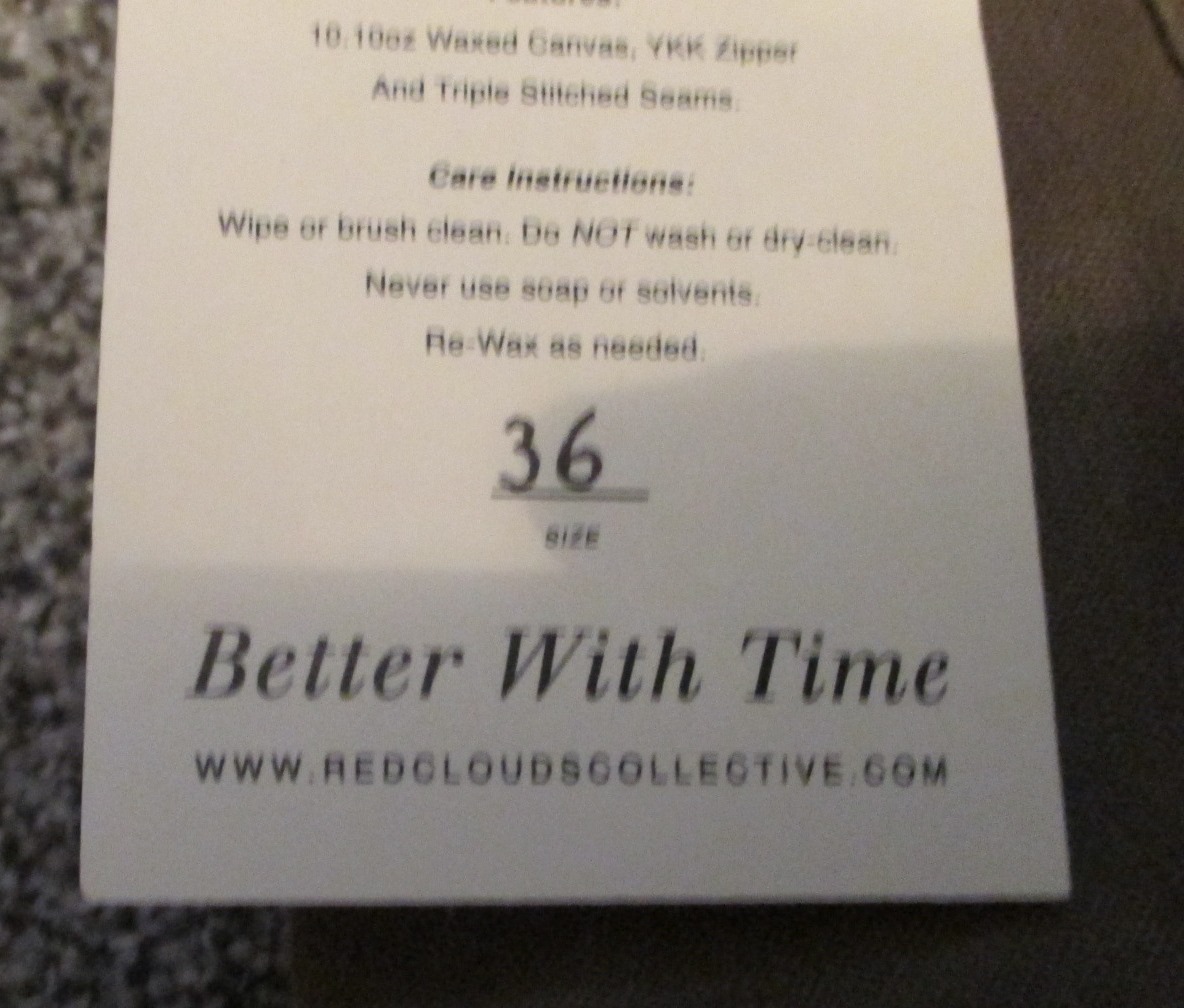 Features:
10.10oz Waxed Canvas, YKK Zipper
And Triple Stitched Seams.
Care Instructions:
Wipe or brush clean. Do NOT wash or dry-clean.
Never use soap or solvents.
Re-Wax as needed.
36
SIZE
Better With Time
WWW.REDCLOUDSCOLLECTIVE.COM